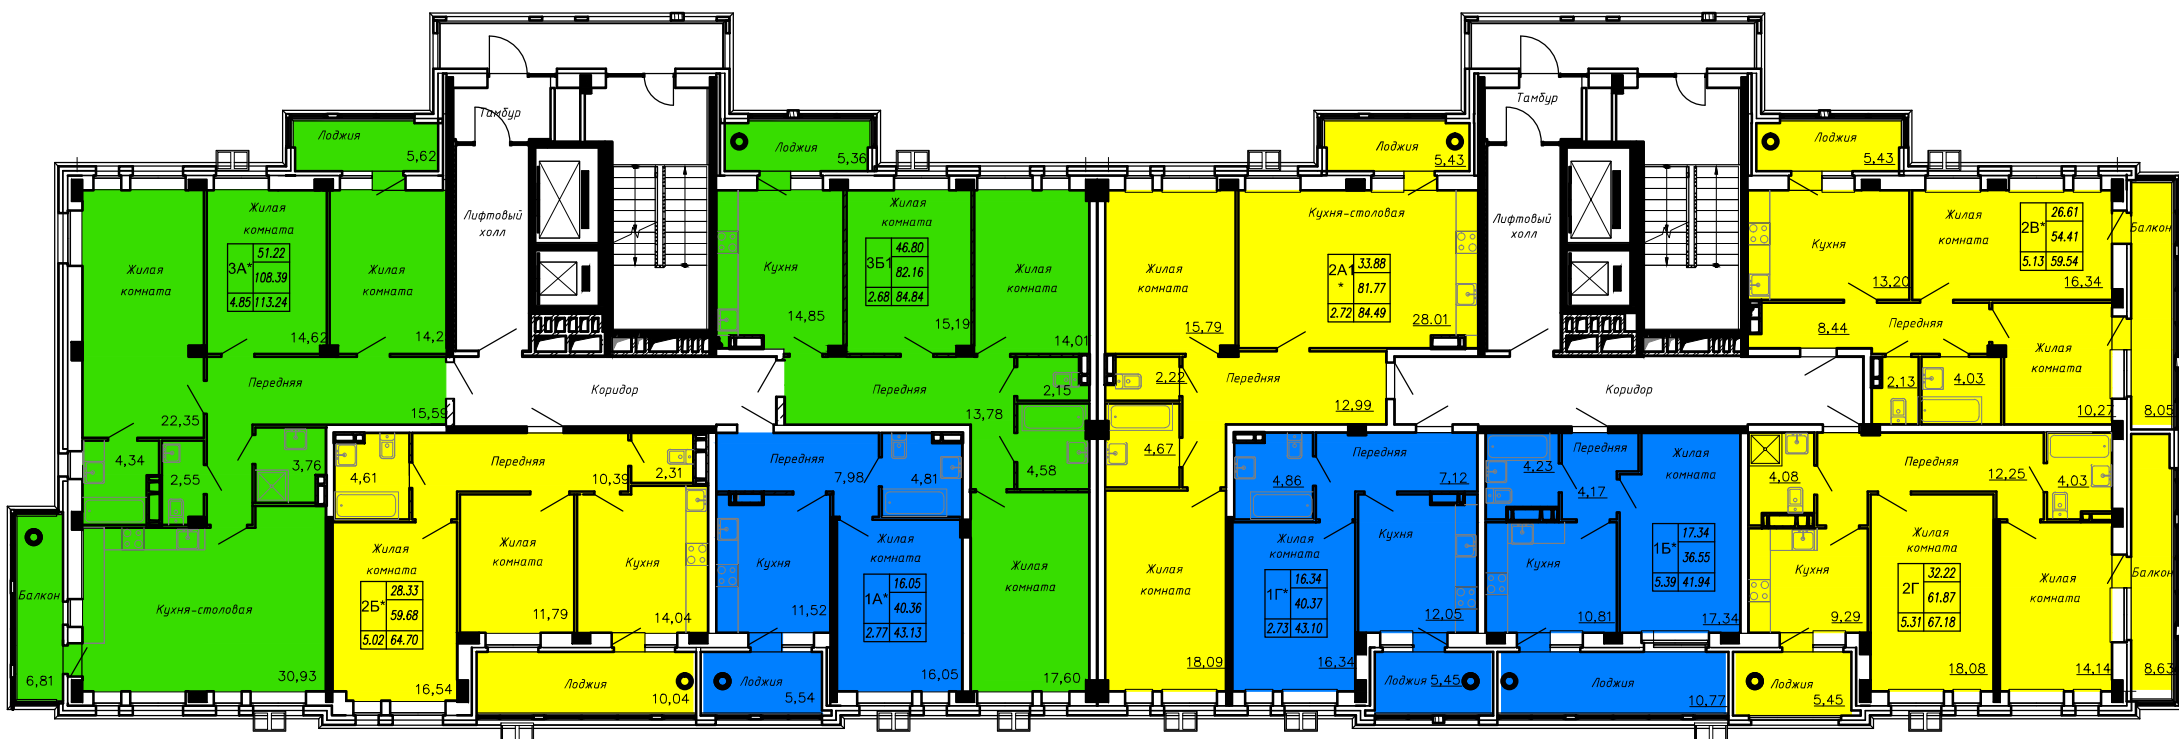 Тамбур
Лоджия
5,62
Лифтовый
холл
Лоджия
5,36
Жилая
комната
22,35
Жилая
комната
3А*
51.22
108.39
4.85
113.24
14,62
Жилая
комната
14,2
Передняя
15,59
Коридор
Кухня
14,85
Жилая
комната
3Б1
46.80
82.16
2.68
84.84
15,19
Жилая
комната
14,01
Передняя
13,78
2,15
4,58
Жилая
комната
17,60
4,34
2,55
3,76
Кухня-столовая
30,93
Балкон
6,81
4,61
Передняя
10,39
2,31
Жилая
комната
2Б*
28.33
59.68
5.02
64.70
16,54
Жилая
комната
11,79
Кухня
14,04
Лоджия
10,04
Передняя
7,98
4,81
Кухня
11,52
Жилая
комната
1А*
16.05
40.36
2.77
43.13
16,05
Лоджия
5,54
Тамбур
Лоджия
5,43
Лифтовый
холл
Лоджия
5,43
Жилая
комната
15,79
Кухня-столовая
2А1
*
33.88
81.77
2.72
84.49
28.01
2,22
Передняя
12,99
4,67
Жилая
комната
18,09
Коридор
Кухня
13,20
Жилая
комната
2В*
26.61
54.41
5.13
59.54
16,34
Балкон
8,05
8,44
Передняя
Жилая
комната
10,27
2,13
4,03
4,86
Передняя
7,12
Жилая
комната
1Г*
16.34
40.37
2.73
43.10
16,34
Кухня
12,05
Лоджия
5,45
4,23
Передняя
4,17
Жилая
комната
1Б*
17.34
36.55
5.39
41.94
17,34
Кухня
10,81
Лоджия
10,77
4,08
Передняя
12,25
4,03
Кухня
9,29
Жилая
комната
2Г
32.22
61.87
5.31
67.18
18,08
Жилая
комната
14,14
Балкон
8,63
Лоджия
5,45